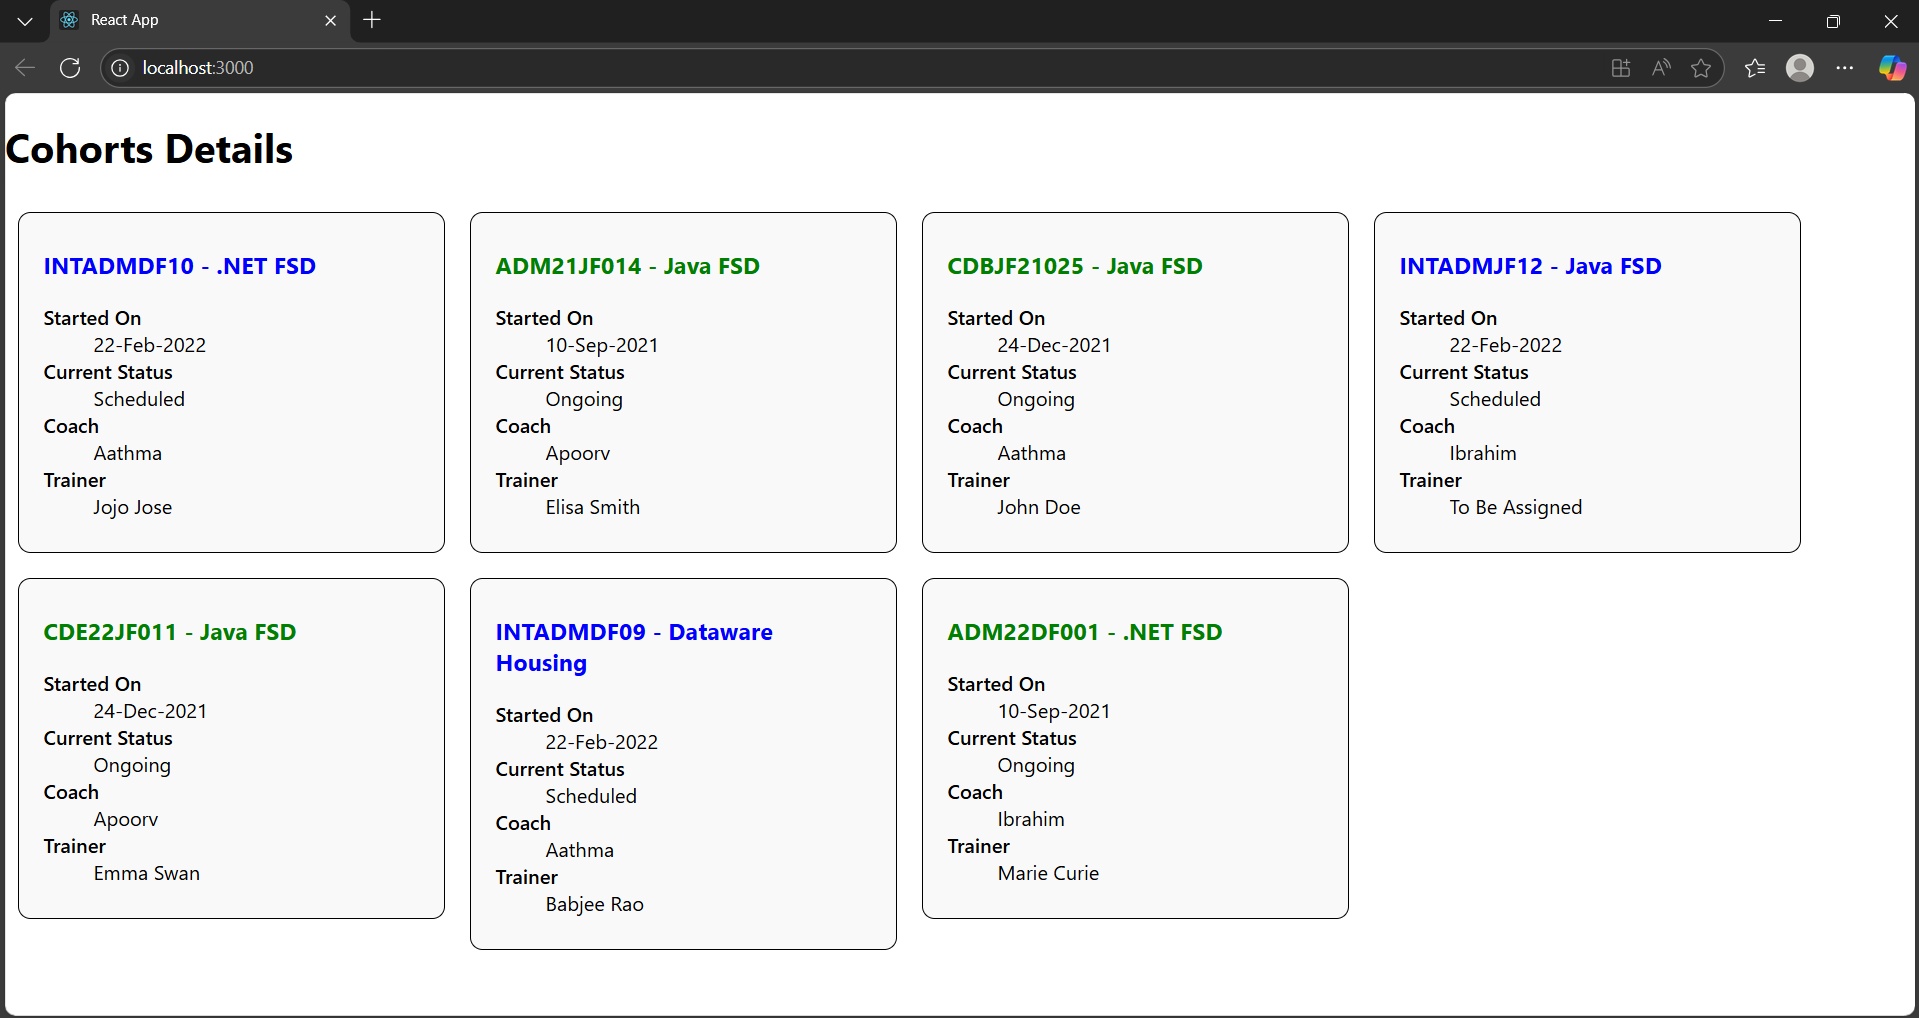 React App
localhost:3000
Cohorts Details
INTADMDF10 - .NET FSD
Started On
22-Feb-2022
Current Status
Scheduled
Coach
Aathma
Trainer
Jojo Jose
ADM21JF014 - Java FSD
Started On
10-Sep-2021
Current Status
Ongoing
Coach
Apoorv
Trainer
Elisa Smith
CDBJF21025 - Java FSD
Started On
24-Dec-2021
Current Status
Ongoing
Coach
Aathma
Trainer
John Doe
INTADMJF12 - Java FSD
Started On
22-Feb-2022
Current Status
Scheduled
Coach
Ibrahim
Trainer
To Be Assigned
CDE22JF011 - Java FSD
Started On
24-Dec-2021
Current Status
Ongoing
Coach
Apoorv
Trainer
Emma Swan
INTADMDF09 - Dataware
Housing
Started On
22-Feb-2022
Current Status
Scheduled
Coach
Aathma
Trainer
Babjee Rao
ADM22DF001 - .NET FSD
Started On
10-Sep-2021
Current Status
Ongoing
Coach
Ibrahim
Trainer
Marie Curie